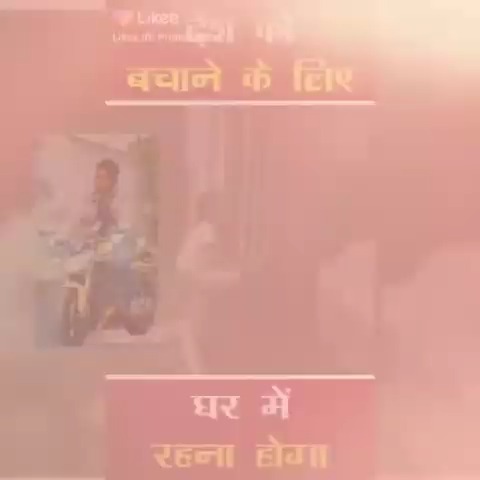 Likee
देश को
बचाने के लिए
घर में
रहना होगा